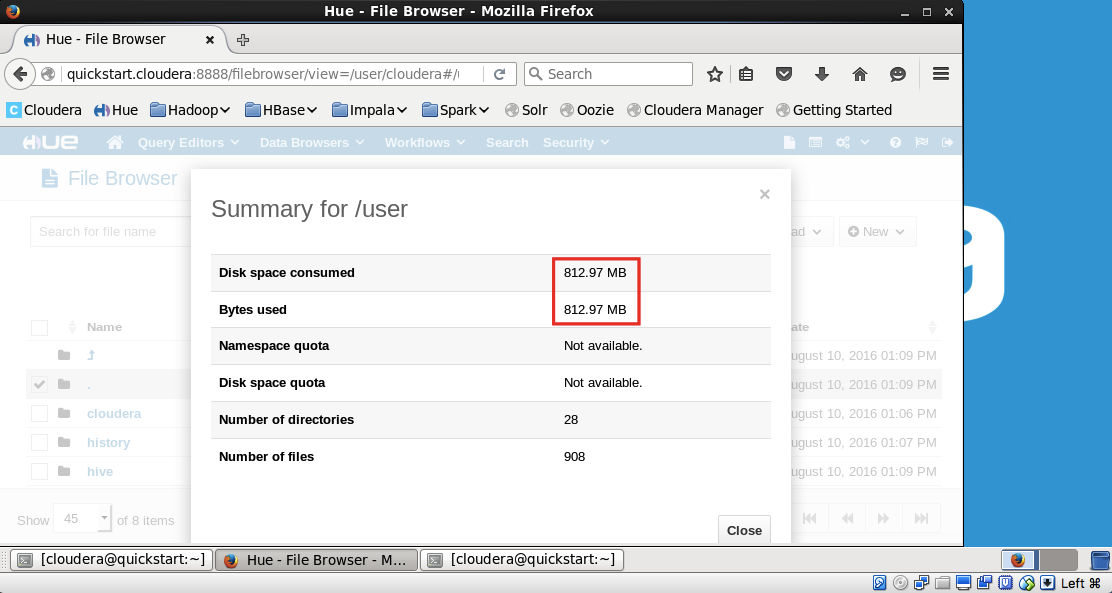 Hue - File Browser - Mozilla Firefox
Hue - File Browser
quickstart.cloudera:8888/filebrowser/view=/user/cloudera#/
Search
Cloudera Hue Hadoop HBase Impala Spark Solr Oozie Cloudera Manager Getting Started
HUE Query Editors Data Browsers Workflows Search Security
File Browser
Search for file name
ad
New
Summary for /user
×
Disk space consumed 812.97 MB
Bytes used 812.97 MB
Namespace quota Not available.
Disk space quota Not available.
Number of directories 28
Number of files 908
Close
Name
ate
ugust 10, 2016 01:09 PM
. ugust 10, 2016 01:09 PM
cloudera ugust 10, 2016 01:06 PM
history ugust 10, 2016 01:07 PM
hive ugust 10, 2016 01:09 PM
Show 45 of 8 items
[cloudera@quickstart:~] Hue - File Browser - M... [cloudera@quickstart:~]
Left ⌘